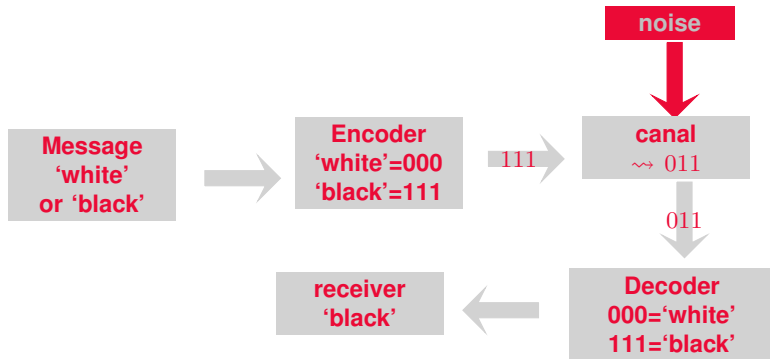 noise
Message
‘white’
or ‘black’
Encoder
‘white’=000
‘black’=111
111
canal
⇝ 011
011
Decoder
000=‘white’
111=‘black’
receiver
‘black’